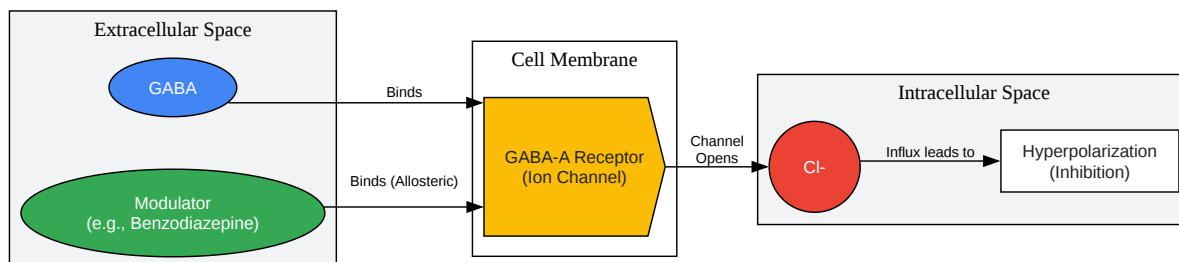 Extracellular Space
GABA
Modulator
(e.g., Benzodiazepine)
Binds
Binds (Allosteric)
Cell Membrane
GABA-A Receptor
(Ion Channel)
Channel
Opens
Intracellular Space
Cl-
Influx leads to
Hyperpolarization
(Inhibition)